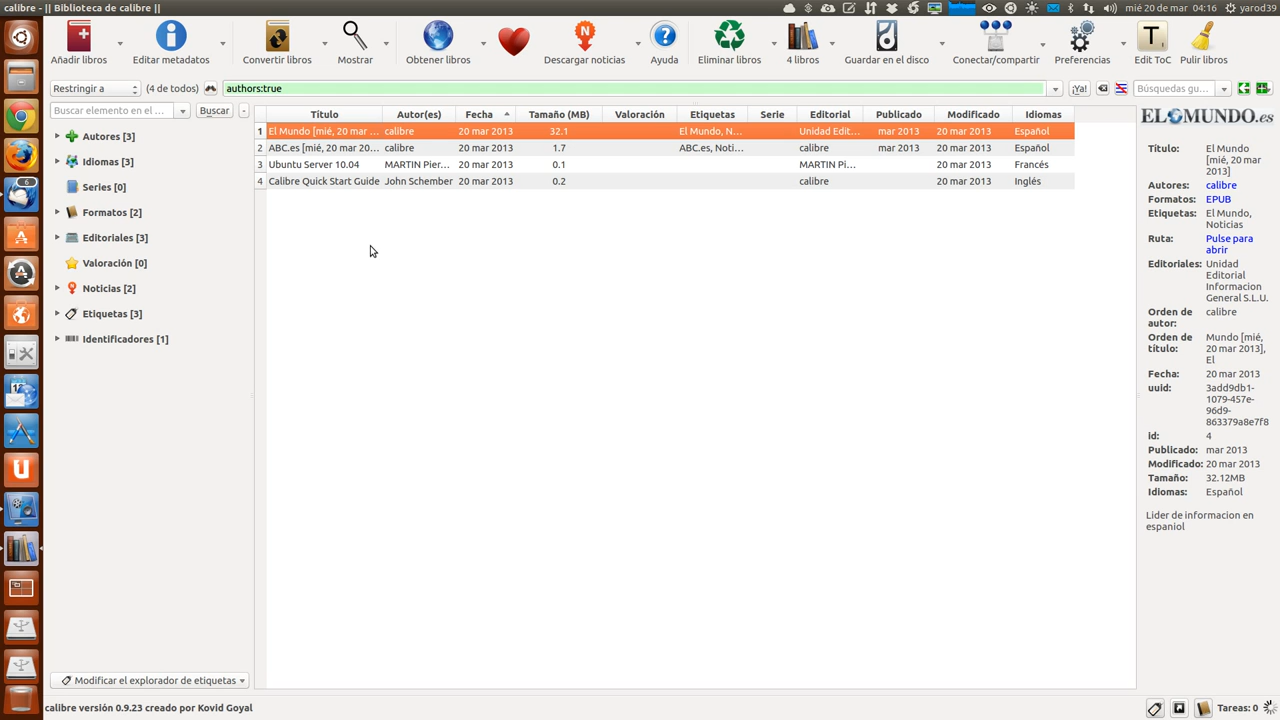 calibre - || Biblioteca de calibre ||
mié 20 de mar 04:16 yarod39
Añadir libros
Editar metadatos
Convertir libros
Mostrar
Obtener libros
Descargar noticias
Ayuda
Eliminar libros
4 libros
Guardar en el disco
Conectar/compartir
Preferencias
Edit ToC
Pulir libros
Restringir a (4 de todos) authors:true ¡Ya! Búsquedas gu...
Buscar elemento en el ... Buscar -
Autores [3]
Idiomas [3]
Series [0]
Formatos [2]
Editoriales [3]
Valoración [0]
Noticias [2]
Etiquetas [3]
Identificadores [1]
Modificar el explorador de etiquetas
Título Autor(es) Fecha Tamaño (MB) Valoración Etiquetas Serie Editorial Publicado Modificado Idiomas
1 El Mundo [mié, 20 mar ... calibre 20 mar 2013 32.1 El Mundo, N... Unidad Edit... mar 2013 20 mar 2013 Español
2 ABC.es [mié, 20 mar 20... calibre 20 mar 2013 1.7 ABC.es, Noti... calibre mar 2013 20 mar 2013 Español
3 Ubuntu Server 10.04 MARTIN Pier... 20 mar 2013 0.1 MARTIN Pi... 20 mar 2013 Francés
4 Calibre Quick Start Guide John Schember 20 mar 2013 0.2 calibre 20 mar 2013 Inglés
EL MUNDO.es
Título: El Mundo
[mié, 20 mar
2013]
Autores: calibre
Formatos: EPUB
Etiquetas: El Mundo,
Noticias
Ruta: Pulse para
abrir
Editoriales: Unidad
Editorial
Informacion
General S.L.U.
Orden de calibre
autor:
Orden de Mundo [mié,
título: 20 mar 2013],
El
Fecha: 20 mar 2013
uuid: 3add9db1-
1079-457e-
96d9-
863379a8e7f8
id: 4
Publicado: mar 2013
Modificado: 20 mar 2013
Tamaño: 32.12MB
Idiomas: Español
Lider de informacion en
espaniol
calibre versión 0.9.23 creado por Kovid Goyal
Tareas: 0